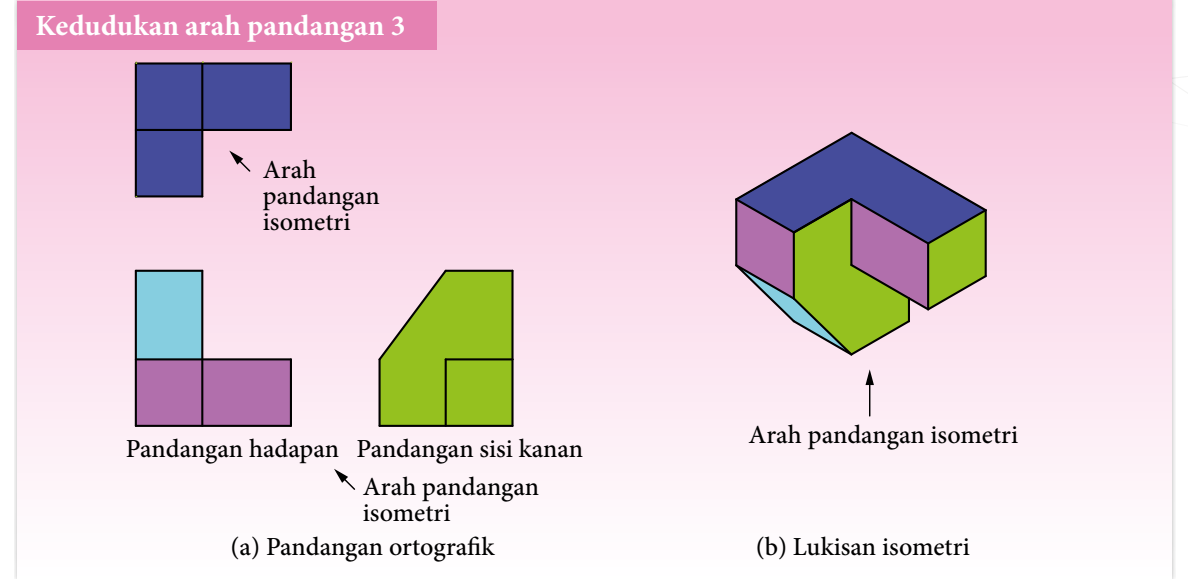 Kedudukan arah pandangan 3
Arah
pandangan
isometri
Pandangan hadapan
Pandangan sisi kanan
Arah pandangan
isometri
(a) Pandangan ortografik
Arah pandangan isometri
(b) Lukisan isometri